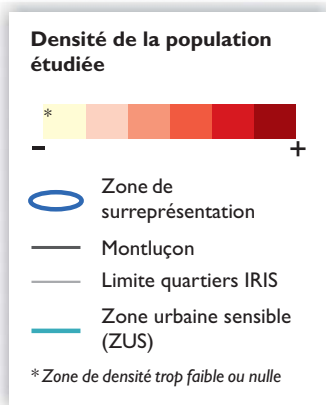 Densité de la population
étudiée
*
- +
Zone de
surreprésentation
Montluçon
Limite quartiers IRIS
Zone urbaine sensible
(ZUS)
* Zone de densité trop faible ou nulle